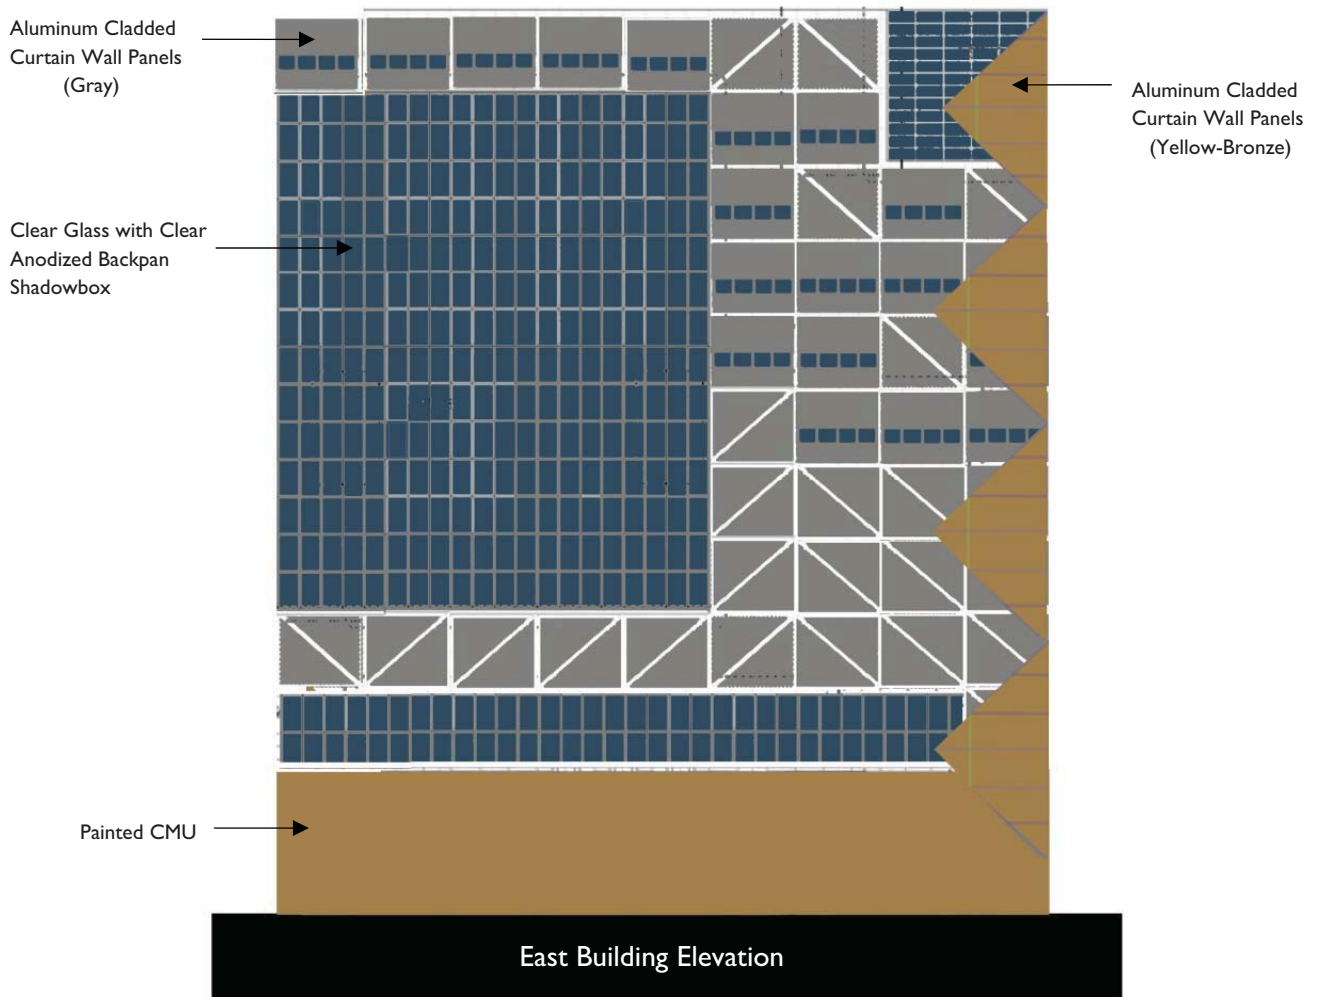 Aluminum Cladded
Curtain Wall Panels
(Gray)
Aluminum Cladded
Curtain Wall Panels
(Yellow-Bronze)
Clear Glass with Clear
Anodized Backpan
Shadowbox
Painted CMU
East Building Elevation